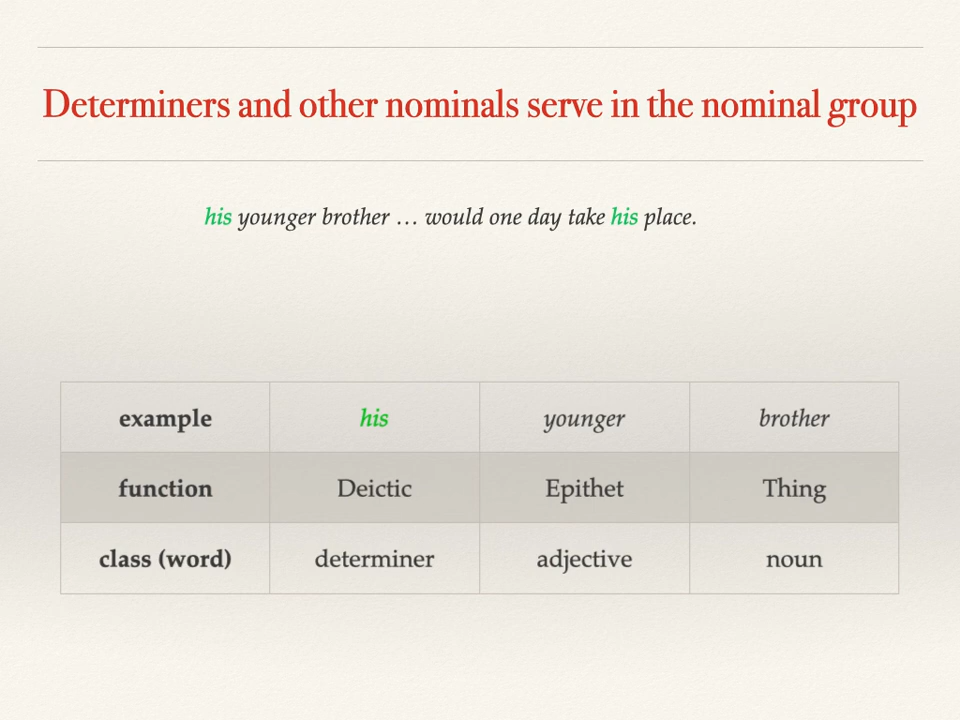 Determiners and other nominals serve in the nominal group
his younger brother … would one day take his place.
example his younger brother
function Deictic Epithet Thing
class (word) determiner adjective noun